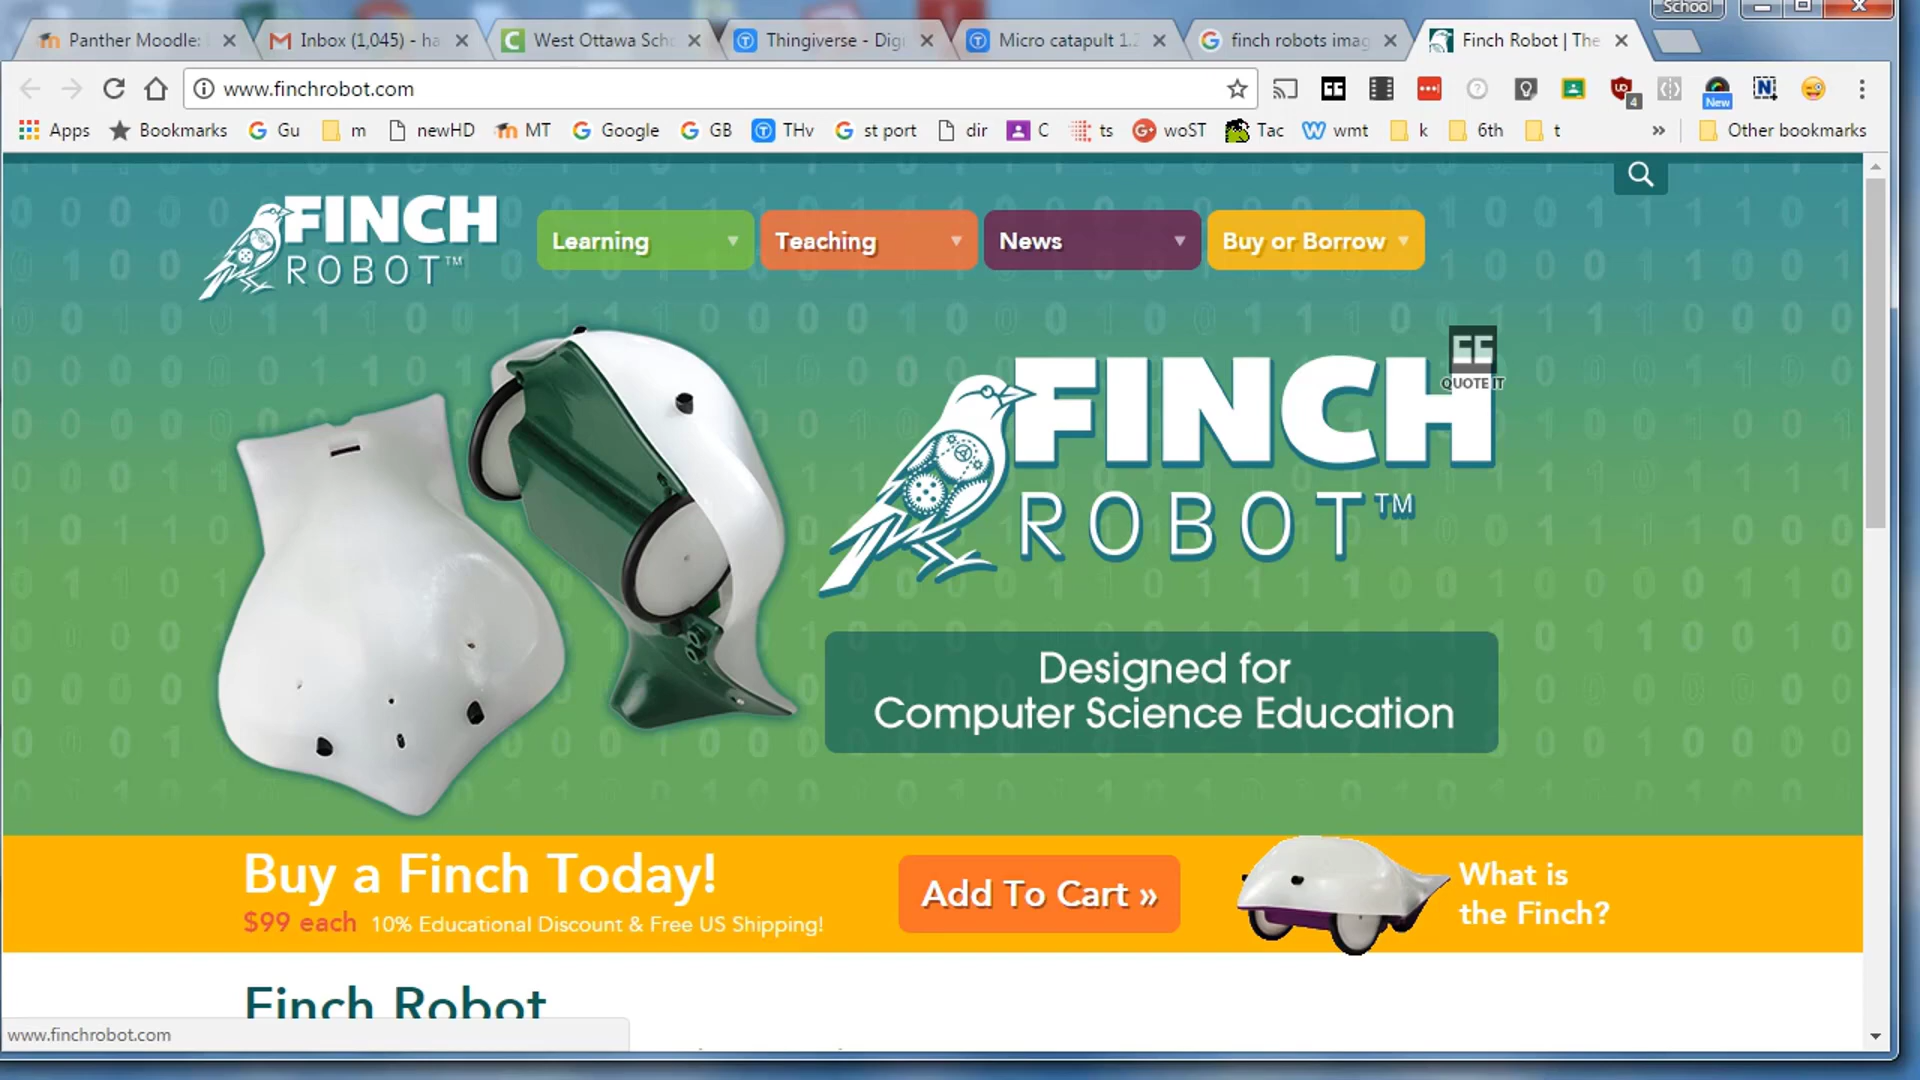 School
Panther Moodle:
Inbox (1,045) - ha
West Ottawa Scho
Thingiverse - Digi
Micro catapult 1.2
finch robots imag
Finch Robot | The
www.finchrobot.com
4
New
Apps
Bookmarks
Gu
m
newHD
MT
Google
GB
THv
st port
dir
C
ts
woST
Tac
wmt
k
6th
t
»
Other bookmarks
FINCH
ROBOT™
Learning
Teaching
News
Buy or Borrow
QUOTE IT
FINCH
ROBOT™
Designed for
Computer Science Education
Buy a Finch Today!
$99 each 10% Educational Discount & Free US Shipping!
Add To Cart »
What is
the Finch?
Finch Robot
www.finchrobot.com